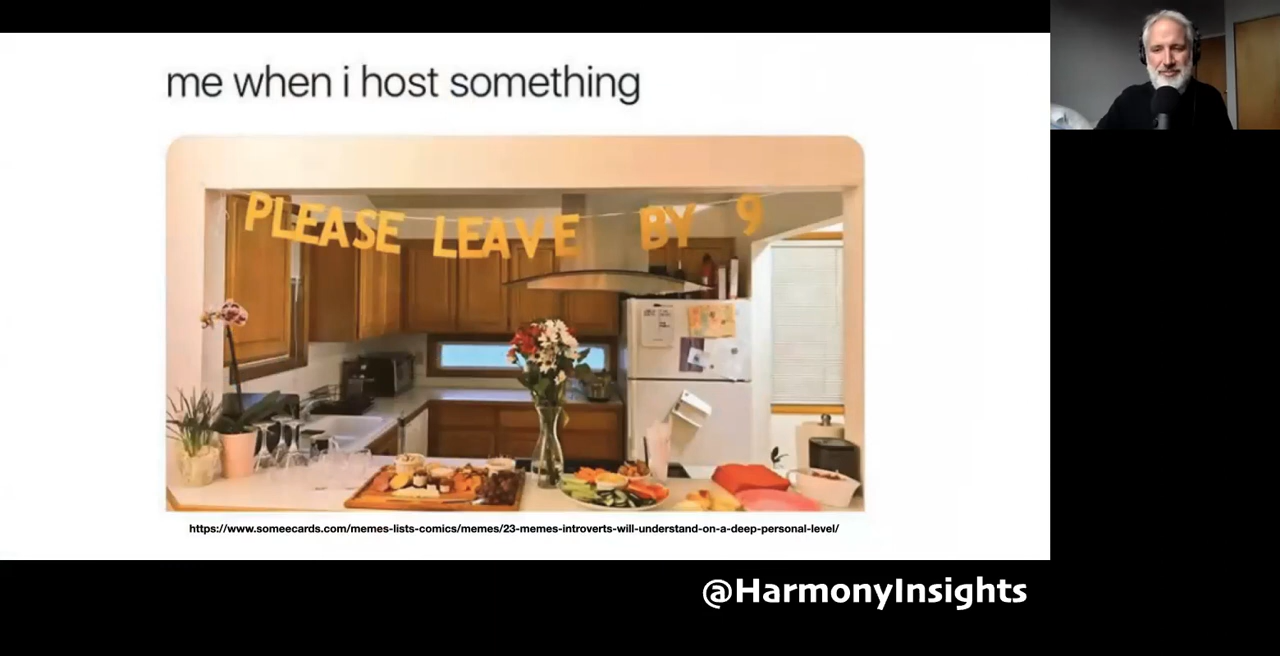 me when i host something
PLEASE LEAVE BY 9
https://www.someecards.com/memes-lists-comics/memes/23-memes-introverts-will-understand-on-a-deep-personal-level/
@HarmonyInsights